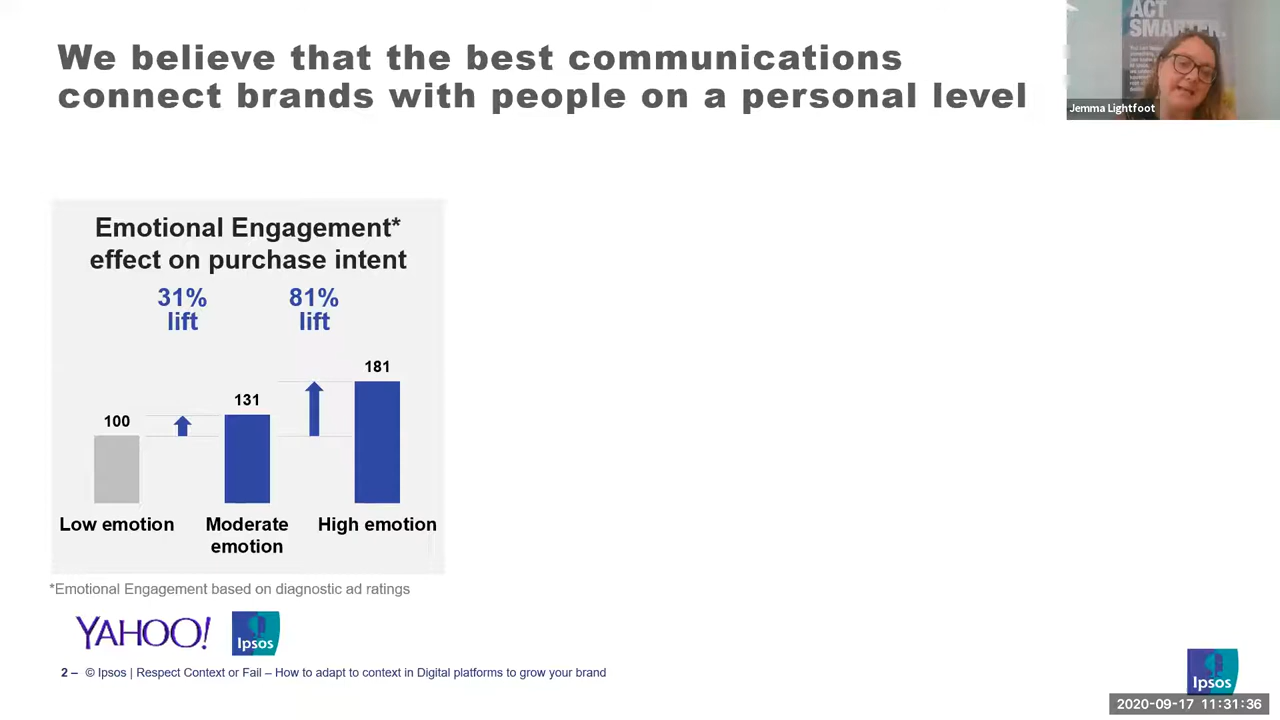 We believe that the best communications
connect brands with people on a personal level
ACT
SMARTER.
Jemma Lightfoot
Emotional Engagement*
effect on purchase intent
31% 81%
lift lift
181
131
100
Low emotion Moderate High emotion
emotion
*Emotional Engagement based on diagnostic ad ratings
YAHOO! Ipsos
2 – © Ipsos | Respect Context or Fail – How to adapt to context in Digital platforms to grow your brand
Ipsos
2020-09-17 11:31:36